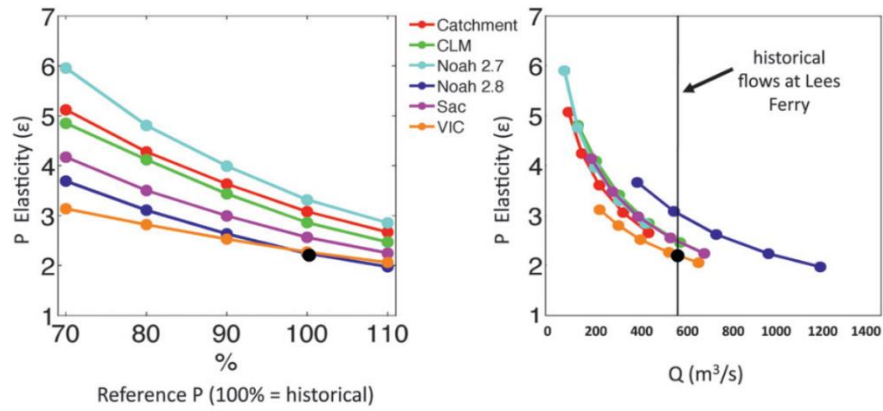 7
6
5
4
3
2
1
P Elasticity (ε)
70 80 90 100 110
%
Reference P (100% = historical)
Catchment
CLM
Noah 2.7
Noah 2.8
Sac
VIC
7
6
5
4
3
2
1
P Elasticity (ε)
historical
flows at Lees
Ferry
0 200 400 600 800 1000 1200 1400
Q (m³/s)